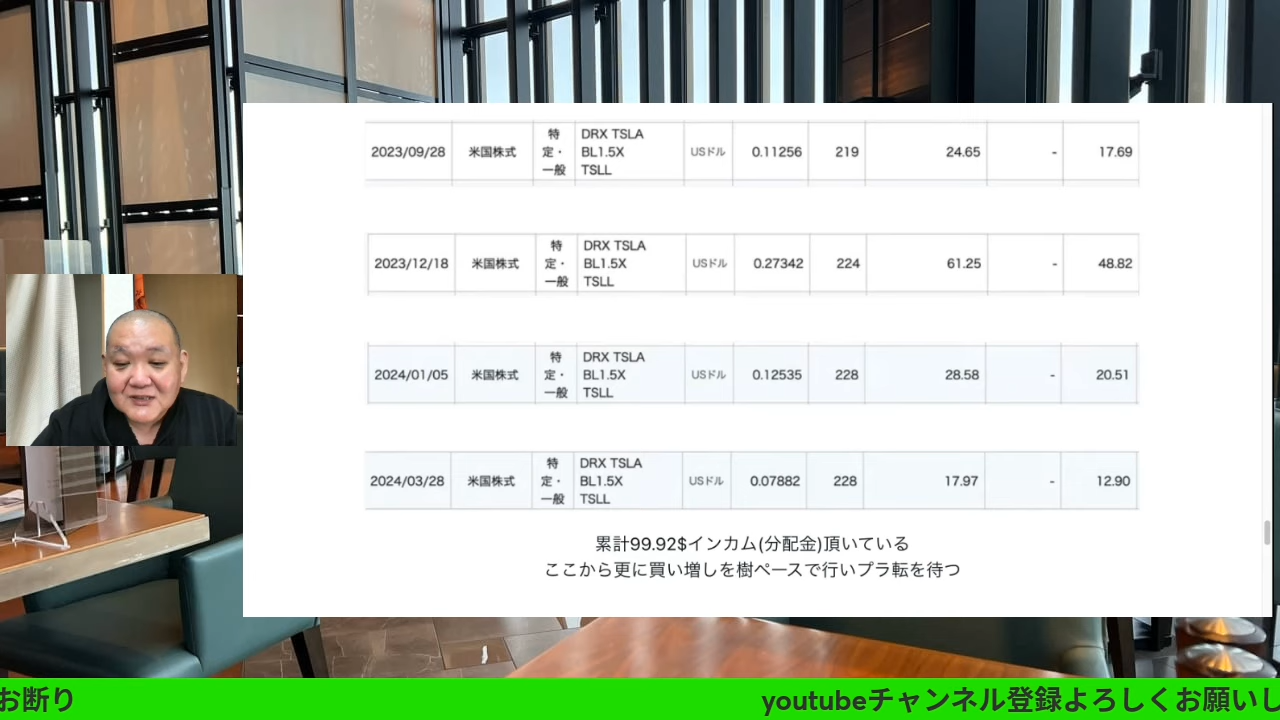 2023/09/28 米国株式 特定・一般 DRX TSLA BL1.5X TSLL USドル 0.11256 219 24.65 - 17.69
2023/12/18 米国株式 特定・一般 DRX TSLA BL1.5X TSLL USドル 0.27342 224 61.25 - 48.82
2024/01/05 米国株式 特定・一般 DRX TSLA BL1.5X TSLL USドル 0.12535 228 28.58 - 20.51
2024/03/28 米国株式 特定・一般 DRX TSLA BL1.5X TSLL USドル 0.07882 228 17.97 - 12.90
累計99.92$インカム(分配金)頂いている
ここから更に買い増しを樹ペースで行いプラ転を待つ
お断り youtubeチャンネル登録よろしくお願いし